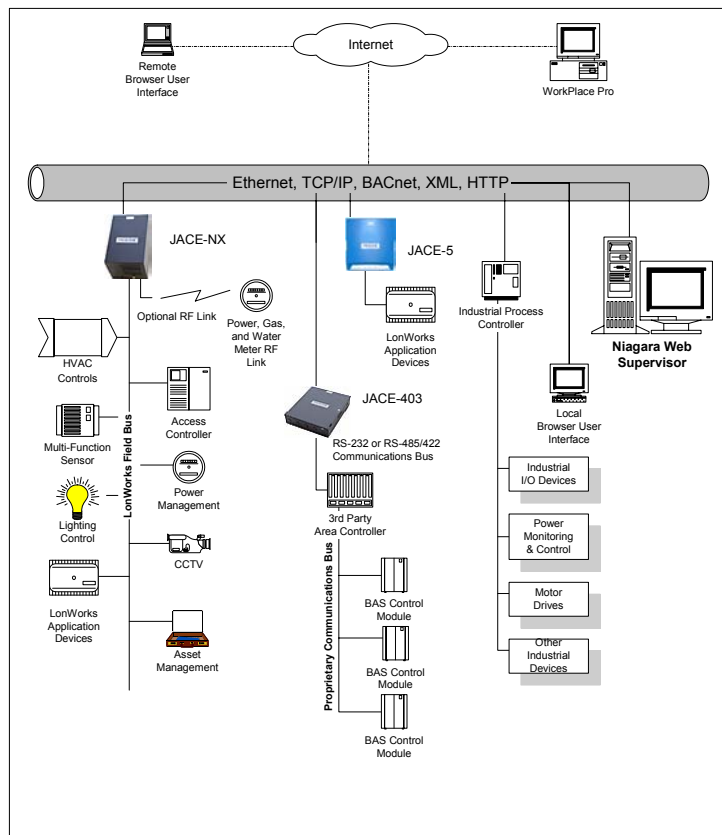 Internet
Remote
Browser User
Interface
WorkPlace Pro
Ethernet, TCP/IP, BACnet, XML, HTTP
JACE-NX
JACE-5
Optional RF Link
Power, Gas,
and Water
Meter RF
Link
LonWorks
Application
Devices
Industrial Process
Controller
Niagara Web
Supervisor
HVAC
Controls
JACE-403
Access
Controller
Local
Browser User
Interface
RS-232 or RS-485/422
Communications Bus
Multi-Function
Sensor
LonWorks Field Bus
Power
Management
Lighting
Control
3rd Party
Area Controller
Industrial
I/O Devices
Power
Monitoring
& Control
CCTV
Motor
Drives
LonWorks
Application
Devices
Asset
Management
Proprietary Communications Bus
BAS Control
Module
BAS Control
Module
BAS Control
Module
Other
Industrial
Devices